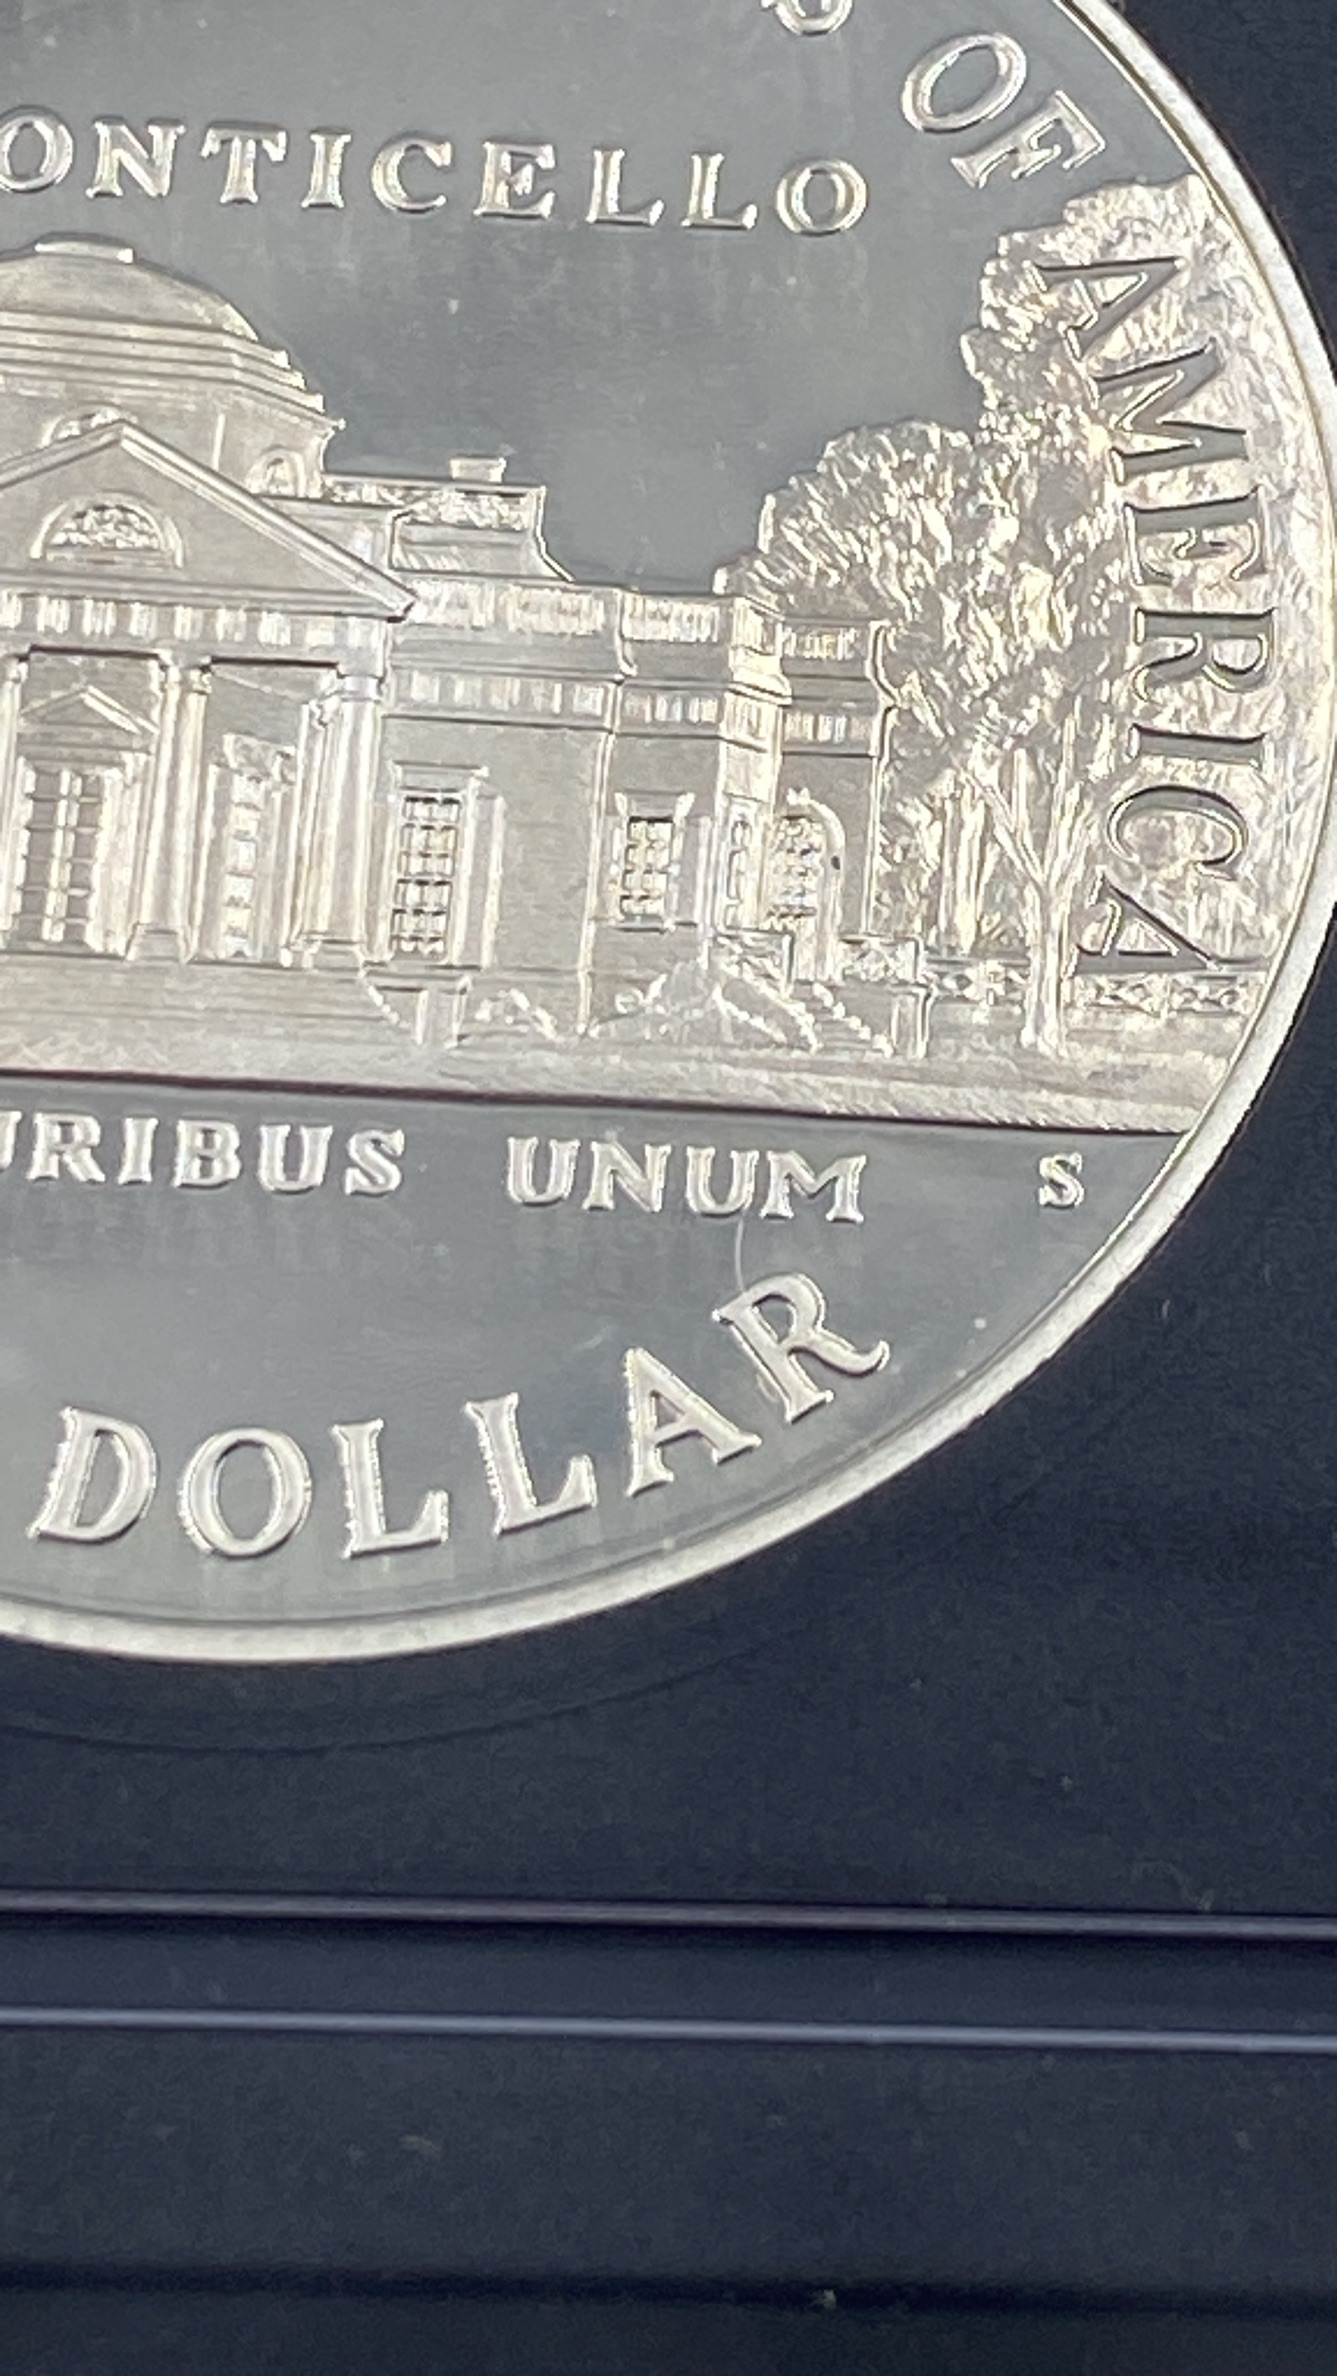 OF AMERICA
ONTICELLO
URIBUS UNUM S
DOLLAR